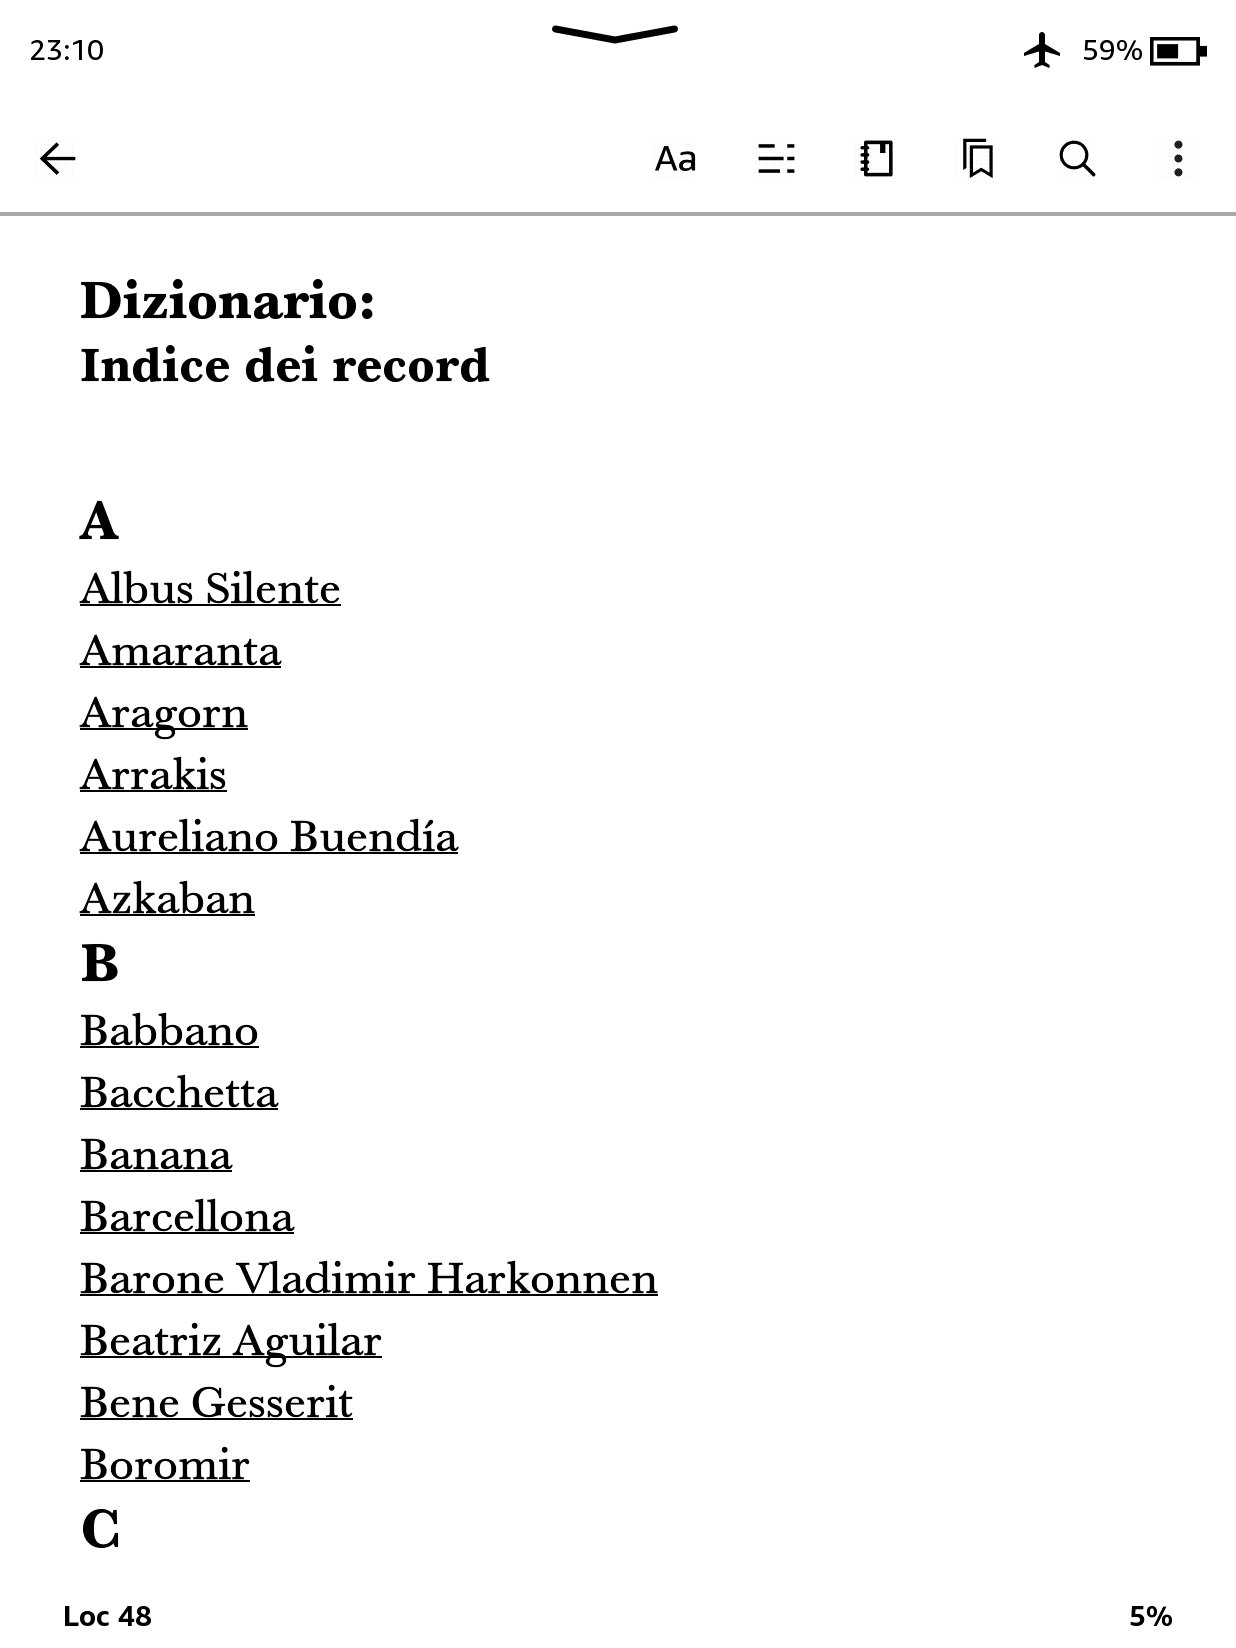 23:10
59%
Aa
Dizionario:
Indice dei record
A
Albus Silente
Amaranta
Aragorn
Arrakis
Aureliano Buendía
Azkaban
B
Babbano
Bacchetta
Banana
Barcellona
Barone Vladimir Harkonnen
Beatriz Aguilar
Bene Gesserit
Boromir
C
Loc 48
5%